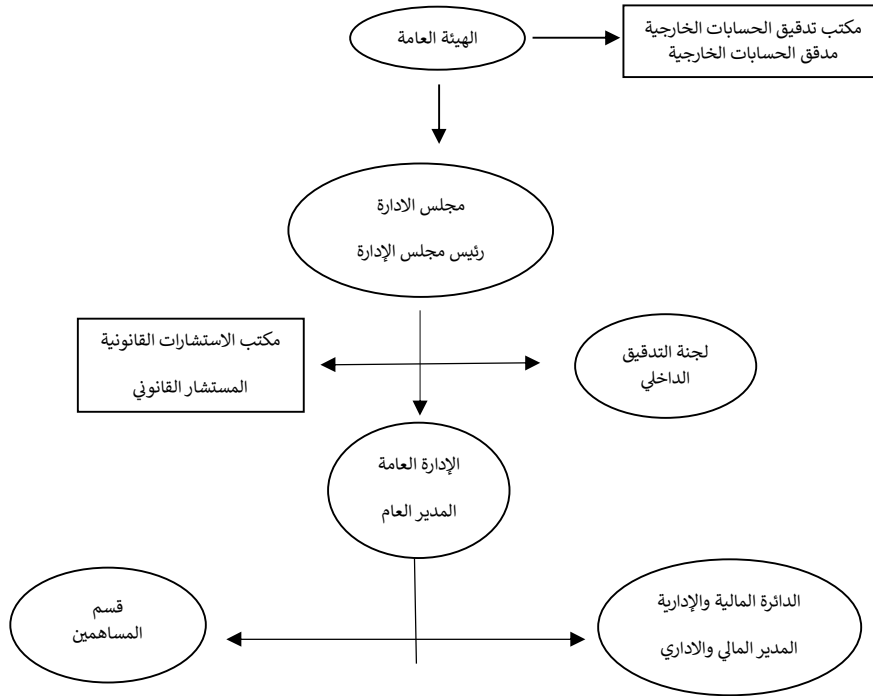 الهيئة العامة
مكتب تدقيق الحسابات الخارجية
مدقق الحسابات الخارجية
مجلس الادارة
رئيس مجلس الإدارة
مكتب الاستشارات القانونية
المستشار القانوني
لجنة التدقيق
الداخلي
الإدارة العامة
المدير العام
الدائرة المالية والإدارية
المدير المالي والاداري
قسم
المساهمين